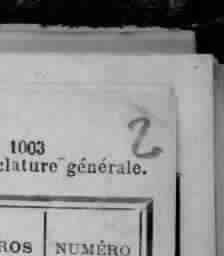 2
1003
clature générale.
ROS NUMÉRO